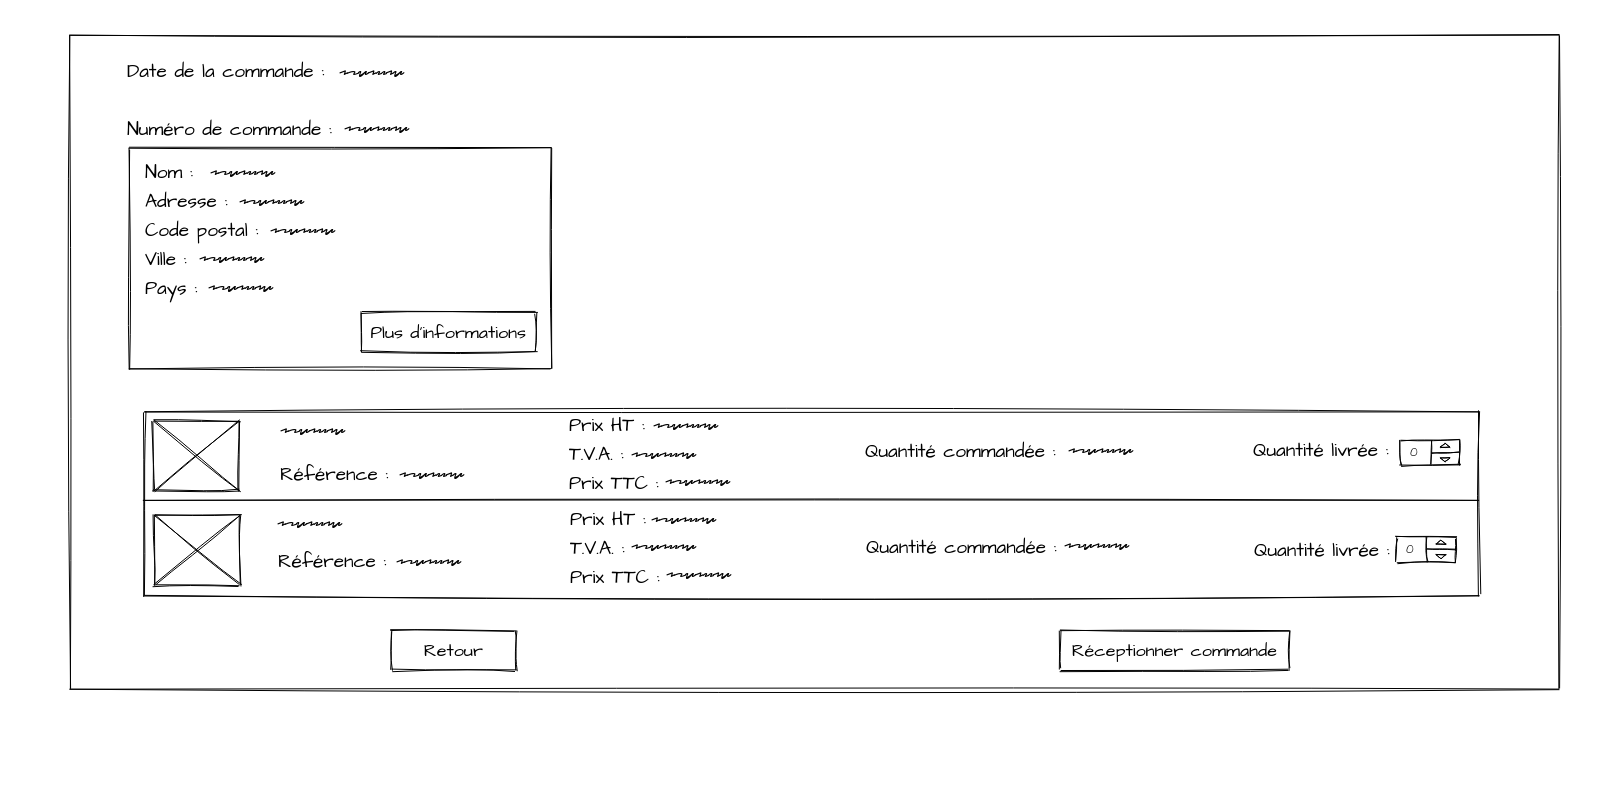 Date de la commande :
Numéro de commande :
Nom :
Adresse :
Code postal :
Ville :
Pays :
Plus d'informations
Prix HT :
T.V.A. :
Prix TTC :
Référence :
Quantité commandée :
Quantité livrée : 0
Prix HT :
T.V.A. :
Prix TTC :
Référence :
Quantité commandée :
Quantité livrée : 0
Retour
Réceptionner commande